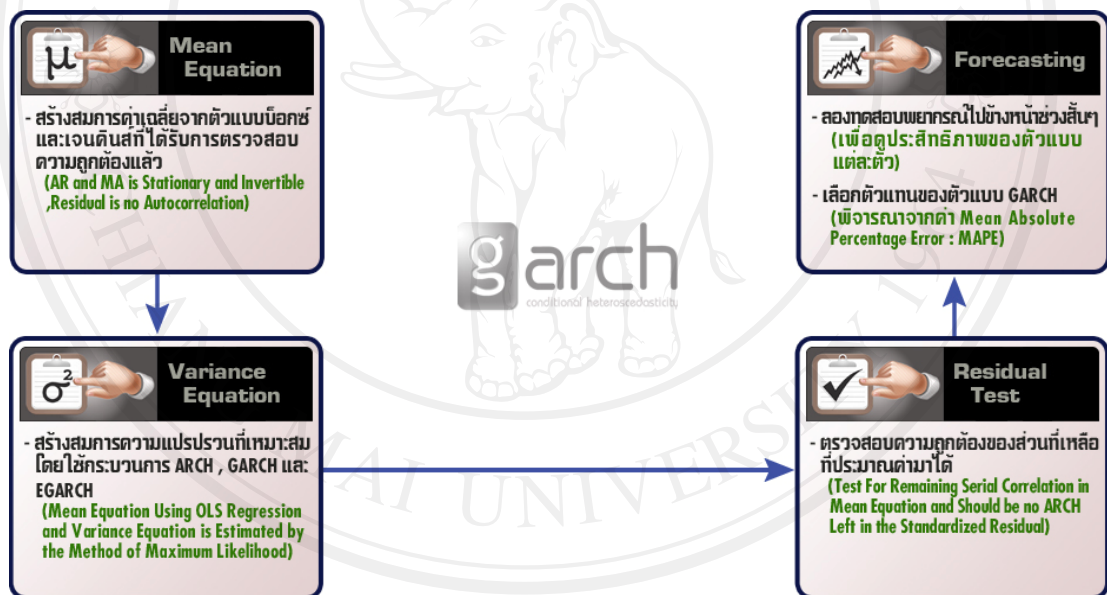 μ
Mean
Equation
- สร้างสมการค่าเฉลี่ยจากตัวแบบบ็อกซ์
และเจนดินส์ที่ได้รับการตรวจสอบ
ความถูกต้องแล้ว
(AR and MA is Stationary and Invertible
,Residual is no Autocorrelation)
σ²
Variance
Equation
- สร้างสมการความแปรปรวนที่เหมาะสม
โดยใช้กระบวนการ ARCH , GARCH และ
EGARCH
(Mean Equation Using OLS Regression
and Variance Equation is Estimated by
the Method of Maximum Likelihood)
garch
conditional heteroscedasticity
Residual
Test
- ตรวจสอบความถูกต้องของส่วนที่เหลือ
ที่ประมาณค่ามาได้
(Test For Remaining Serial Correlation in
Mean Equation and Should be no ARCH
Left in the Standardized Residual)
Forecasting
- ลองทดสอบพยากรณ์ไปข้างหน้าช่วงสั้นๆ
(เพื่อดูประสิทธิภาพของตัวแบบ
แต่ละตัว)
- เลือกตัวแทนของตัวแบบ GARCH
(พิจารณาจากค่า Mean Absolute
Percentage Error : MAPE)
MAI UNIVERSITY 1964